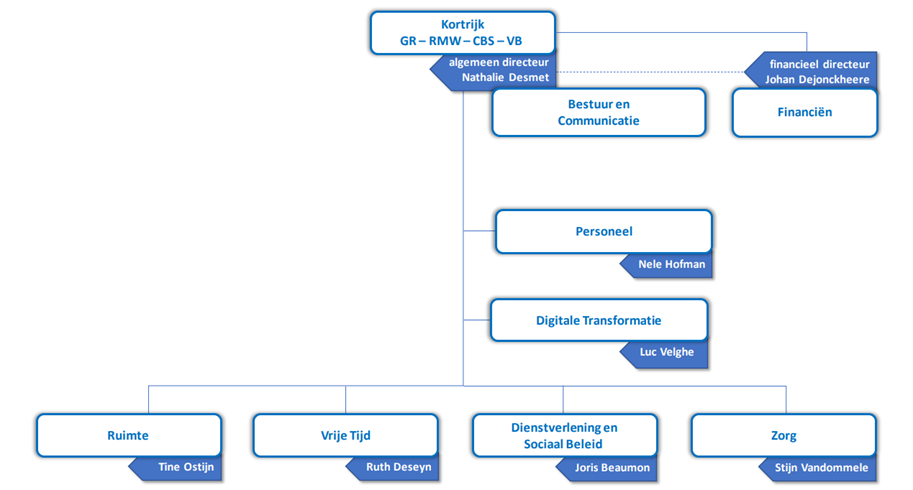 Kortrijk
GR – RMW – CBS – VB
algemeen directeur
Nathalie Desmet
financieel directeur
Johan Dejonckheere
Bestuur en
Communicatie
Financiën
Personeel
Nele Hofman
Digitale Transformatie
Luc Velghe
Ruimte
Tine Ostijn
Vrije Tijd
Ruth Deseyn
Dienstverlening en
Sociaal Beleid
Joris Beaumon
Zorg
Stijn Vandommele